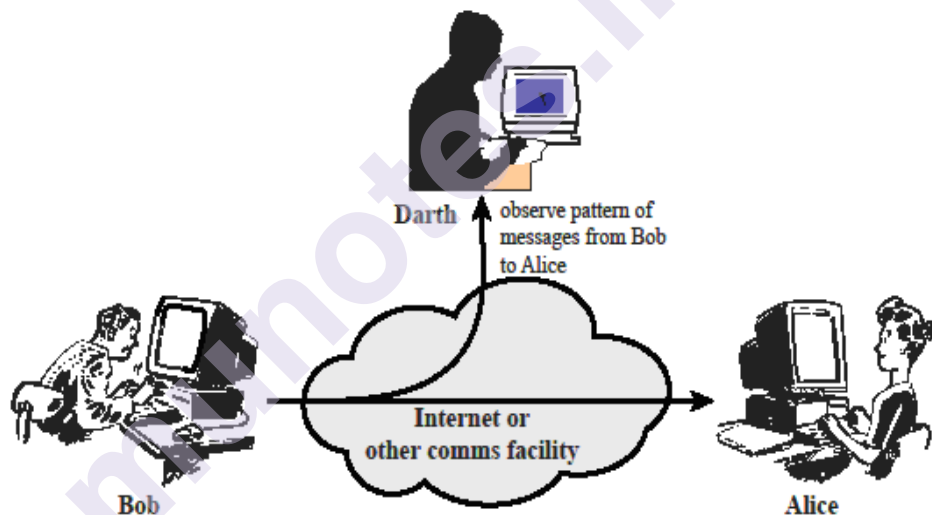 Darth
observe pattern of
messages from Bob
to Alice
Internet or
other comms facility
Bob
Alice